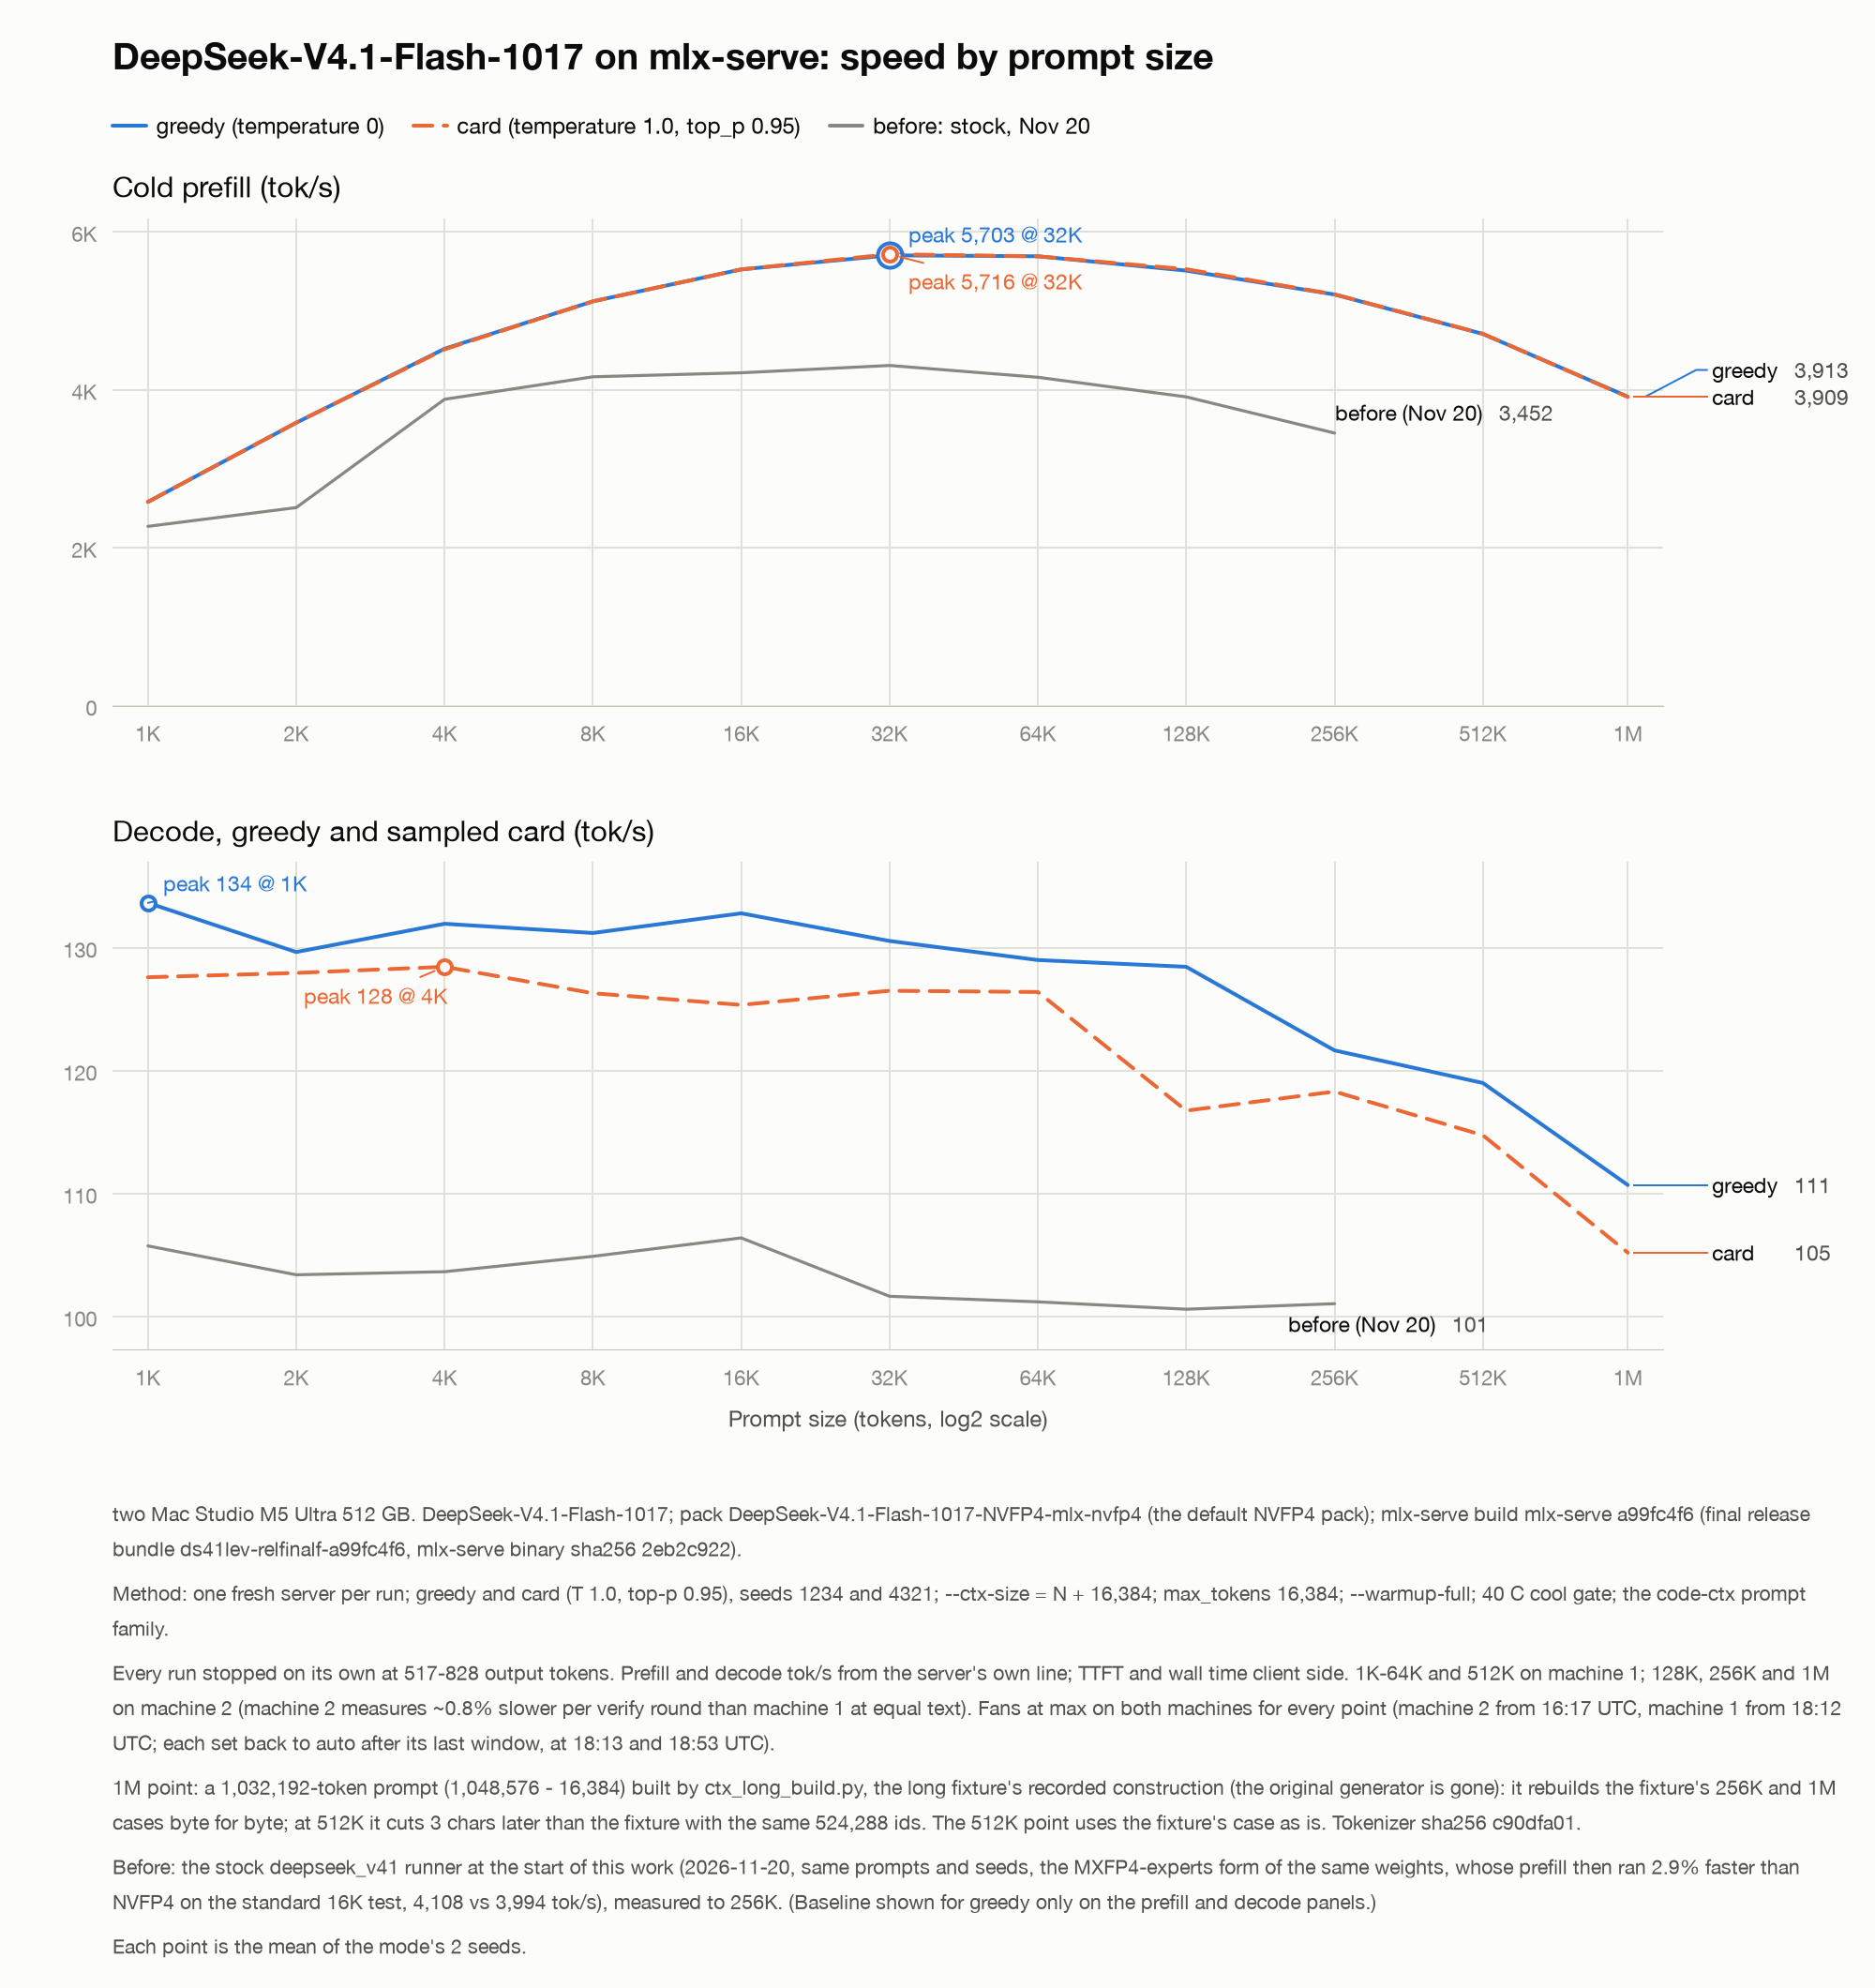 DeepSeek-V4.1-Flash-1017 on mlx-serve: speed by prompt size
greedy (temperature 0) card (temperature 1.0, top_p 0.95) before: stock, Nov 20
Cold prefill (tok/s)
6K
peak 5,703 @ 32K
peak 5,716 @ 32K
greedy 3,913
4K
card 3,909
before (Nov 20) 3,452
2K
0
1K 2K 4K 8K 16K 32K 64K 128K 256K 512K 1M
Decode, greedy and sampled card (tok/s)
peak 134 @ 1K
130
peak 128 @ 4K
120
greedy 111
110
card 105
100
before (Nov 20) 101
1K 2K 4K 8K 16K 32K 64K 128K 256K 512K 1M
Prompt size (tokens, log2 scale)
two Mac Studio M5 Ultra 512 GB. DeepSeek-V4.1-Flash-1017; pack DeepSeek-V4.1-Flash-1017-NVFP4-mlx-nvfp4 (the default NVFP4 pack); mlx-serve build mlx-serve a99fc4f6 (final release
bundle ds41lev-relfinalf-a99fc4f6, mlx-serve binary sha256 2eb2c922).
Method: one fresh server per run; greedy and card (T 1.0, top-p 0.95), seeds 1234 and 4321; --ctx-size = N + 16,384; max_tokens 16,384; --warmup-full; 40 C cool gate; the code-ctx prompt
family.
Every run stopped on its own at 517-828 output tokens. Prefill and decode tok/s from the server's own line; TTFT and wall time client side. 1K-64K and 512K on machine 1; 128K, 256K and 1M
on machine 2 (machine 2 measures ~0.8% slower per verify round than machine 1 at equal text). Fans at max on both machines for every point (machine 2 from 16:17 UTC, machine 1 from 18:12
UTC; each set back to auto after its last window, at 18:13 and 18:53 UTC).
1M point: a 1,032,192-token prompt (1,048,576 - 16,384) built by ctx_long_build.py, the long fixture's recorded construction (the original generator is gone): it rebuilds the fixture's 256K and 1M
cases byte for byte; at 512K it cuts 3 chars later than the fixture with the same 524,288 ids. The 512K point uses the fixture's case as is. Tokenizer sha256 c90dfa01.
Before: the stock deepseek_v41 runner at the start of this work (2026-11-20, same prompts and seeds, the MXFP4-experts form of the same weights, whose prefill then ran 2.9% faster than
NVFP4 on the standard 16K test, 4,108 vs 3,994 tok/s), measured to 256K. (Baseline shown for greedy only on the prefill and decode panels.)
Each point is the mean of the mode's 2 seeds.